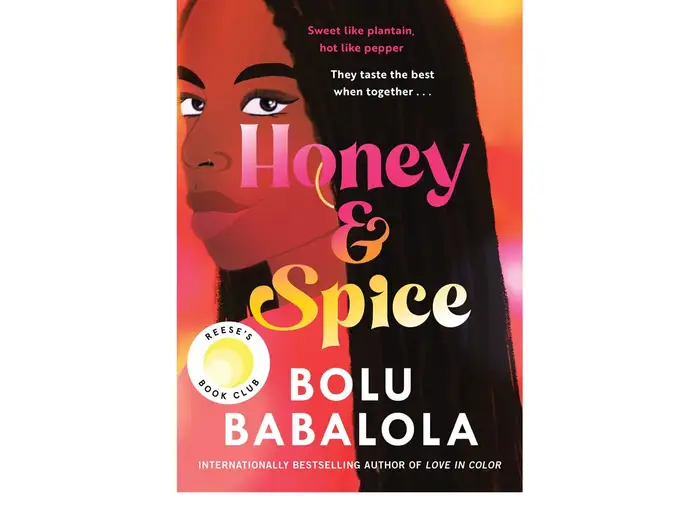 Sweet like plantain,
hot like pepper
They taste the best
when together . . .
Honey
&
Spice
REESE'S
BOOK CLUB
BOLU
BABALOLA
INTERNATIONALLY BESTSELLING AUTHOR OF LOVE IN COLOR